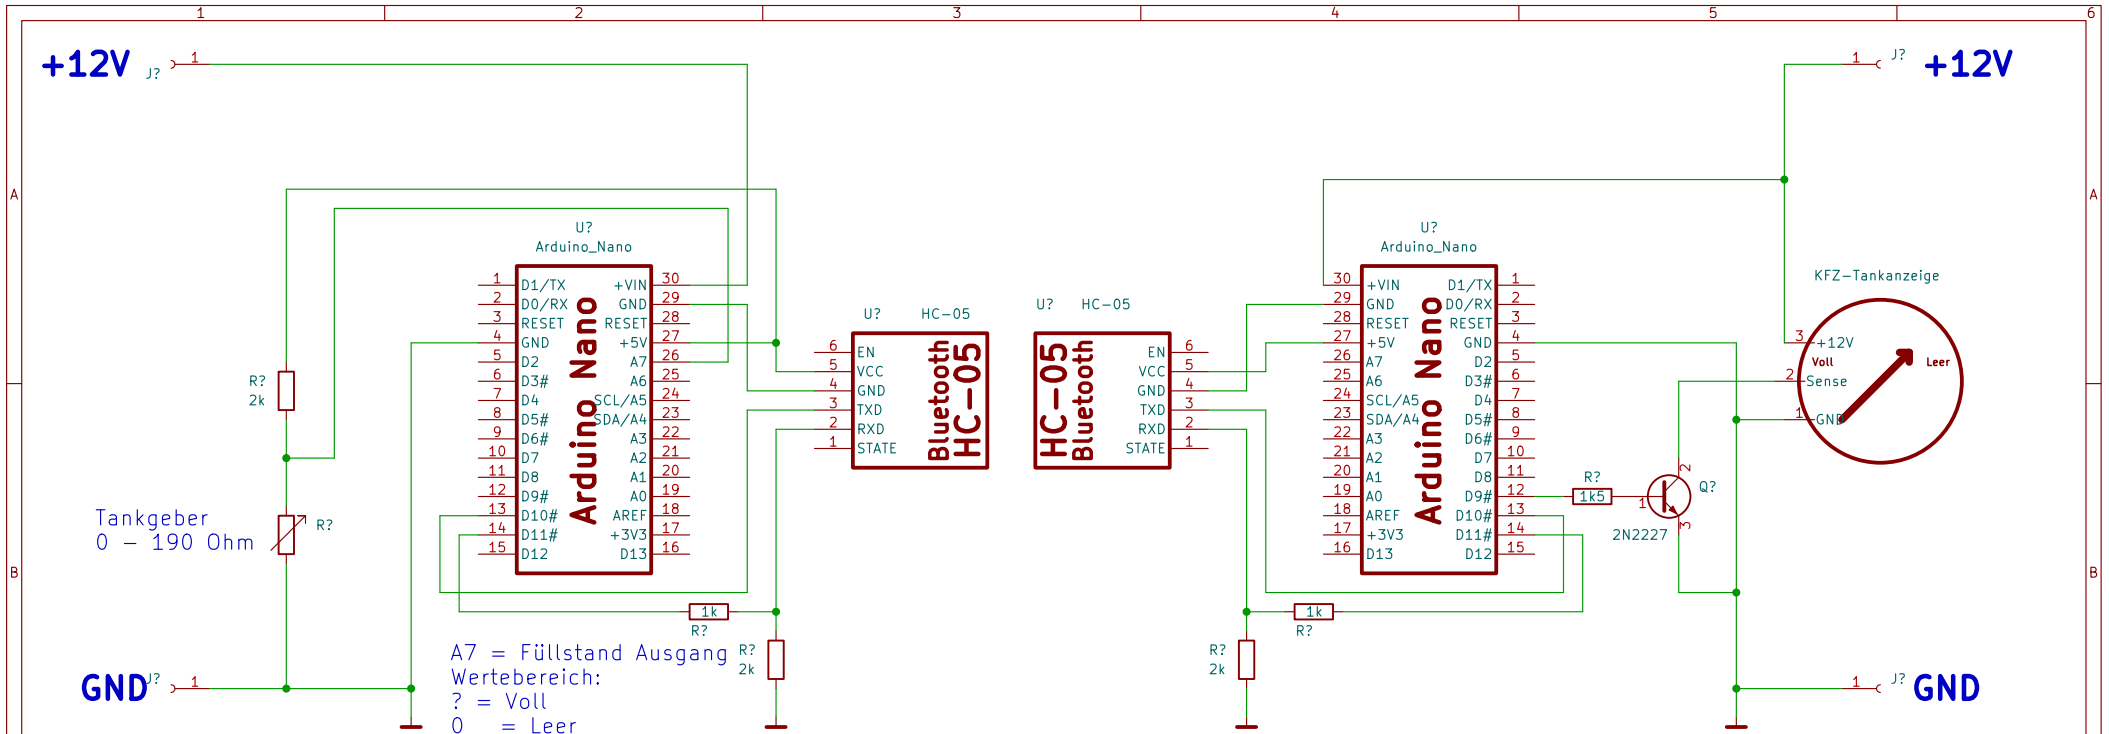 1 2 3 4 5 6
A
B
A
B
+12V
J?
1
R?
2k
Tankgeber
0 – 190 Ohm
R?
GND
J?
1
U?
Arduino_Nano
Arduino Nano
1 D1/TX
2 D0/RX
3 RESET
4 GND
5 D2
6 D3#
7 D4
8 D5#
9 D6#
10 D7
11 D8
12 D9#
13 D10#
14 D11#
15 D12
+VIN 30
GND 29
RESET 28
+5V 27
A7 26
A6 25
SCL/A5 24
SDA/A4 23
A3 22
A2 21
A1 20
A0 19
AREF 18
+3V3 17
D13 16
1k
R?
R?
2k
A7 = Füllstand Ausgang
Wertebereich:
? = Voll
0 = Leer
U? HC-05
6 EN
5 VCC
4 GND
3 TXD
2 RXD
1 STATE
Bluetooth
HC-05
U? HC-05
HC-05
Bluetooth
EN 6
VCC 5
GND 4
TXD 3
RXD 2
STATE 1
R?
2k
1k
R?
U?
Arduino_Nano
Arduino Nano
30 +VIN
29 GND
28 RESET
27 +5V
26 A7
25 A6
24 SCL/A5
23 SDA/A4
22 A3
21 A2
20 A1
19 A0
18 AREF
17 +3V3
16 D13
D1/TX 1
D0/RX 2
RESET 3
GND 4
D2 5
D3# 6
D4 7
D5# 8
D6# 9
D7 10
D8 11
D9# 12
D10# 13
D11# 14
D12 15
R?
1k5
1
2
3
Q?
2N2227
1
J?
+12V
KFZ-Tankanzeige
3 +12V
Voll
Leer
2 Sense
1 GND
1
J?
GND